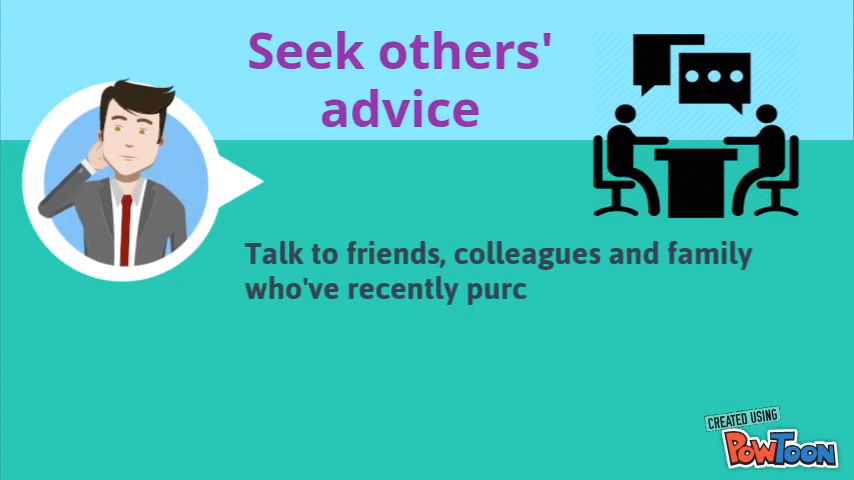 Seek others'
advice
Talk to friends, colleagues and family
who've recently purc
CREATED USING
POWTOON